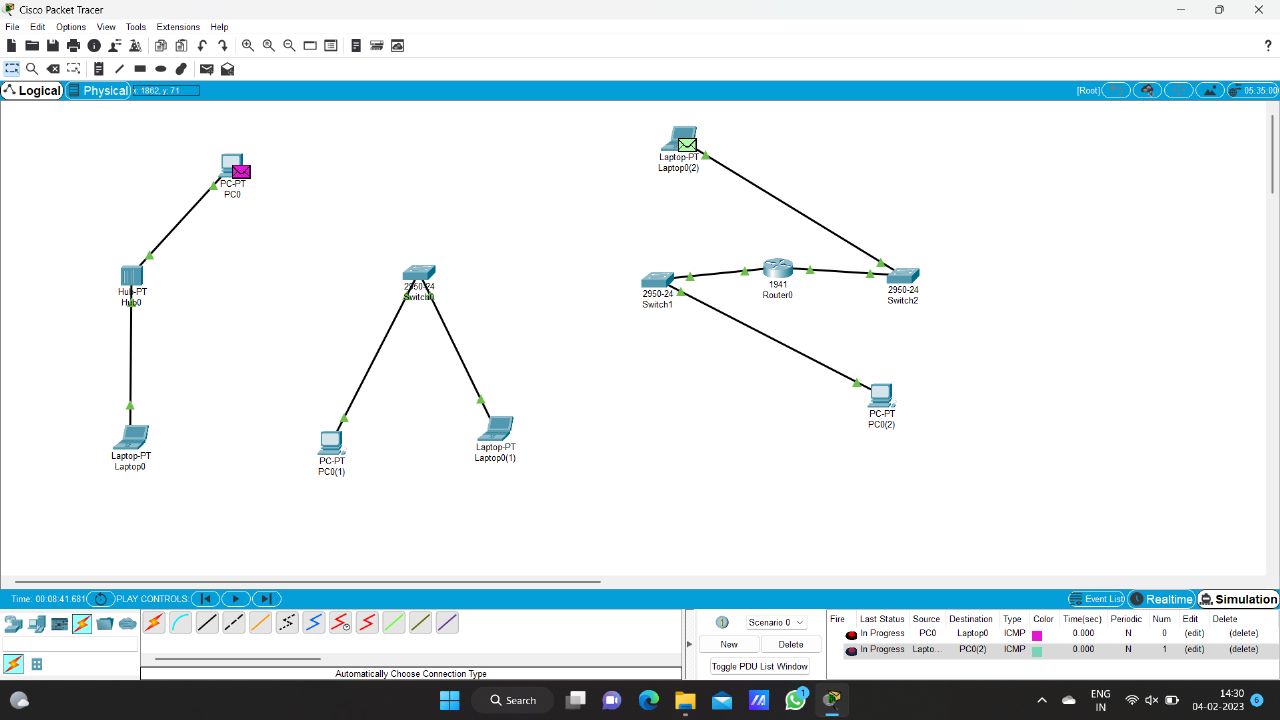 Cisco Packet Tracer
File Edit Options View Tools Extensions Help
?
Logical Physical x: 1862, y: 71 [Root] 05:35:00
Laptop-PT
Laptop0(2)
PC-PT
PC0
Hub-PT
Hub0
2950-24
Switch0
2950-24
Switch1
1941
Router0
2950-24
Switch2
PC-PT
PC0(2)
Laptop-PT
Laptop0
PC-PT
PC0(1)
Laptop-PT
Laptop0(1)
Time: 00:08:41.681 PLAY CONTROLS: Event List Realtime Simulation
Scenario 0
New Delete
Toggle PDU List Window
Fire Last Status Source Destination Type Color Time(sec) Periodic Num Edit Delete
In Progress PC0 Laptop0 ICMP 0.000 N 0 (edit) (delete)
In Progress Lapto... PC0(2) ICMP 0.000 N 1 (edit) (delete)
Automatically Choose Connection Type
Search
1
ENG
IN
14:30
04-02-2023
6